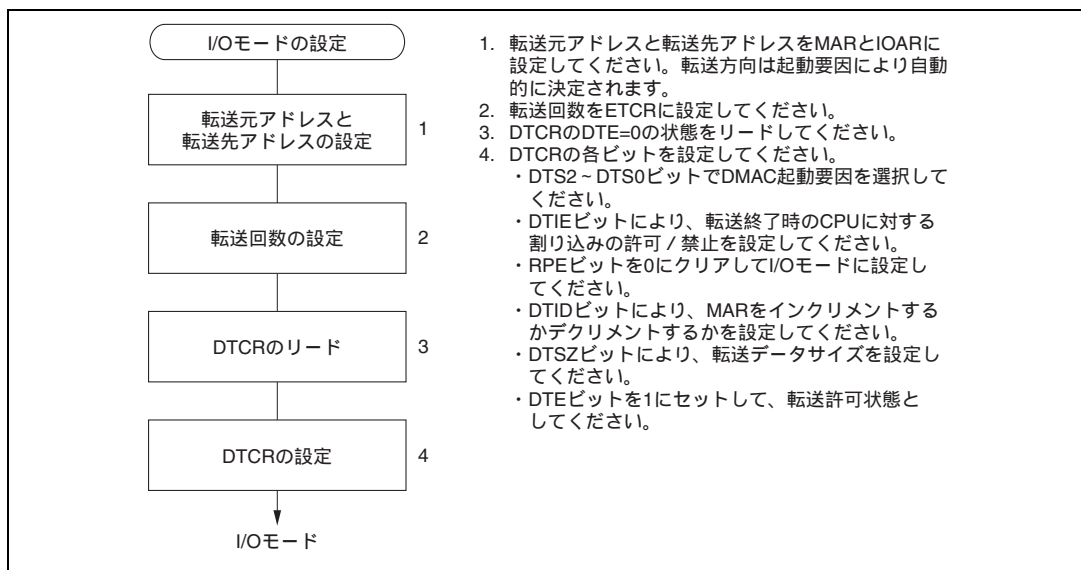 I/Oモードの設定
転送元アドレスと
転送先アドレスの設定
1
転送回数の設定
2
DTCRのリード
3
DTCRの設定
4
I/Oモード
1. 転送元アドレスと転送先アドレスをMARとIOARに
設定してください。転送方向は起動要因により自動
的に決定されます。
2. 転送回数をETCRに設定してください。
3. DTCRのDTE=0の状態をリードしてください。
4. DTCRの各ビットを設定してください。
・DTS2~DTS0ビットでDMAC起動要因を選択して
ください。
・DTIEビットにより、転送終了時のCPUに対する
割り込みの許可/禁止を設定してください。
・RPEビットを0にクリアしてI/Oモードに設定し
てください。
・DTIDビットにより、MARをインクリメントする
かデクリメントするかを設定してください。
・DTSZビットにより、転送データサイズを設定し
てください。
・DTEビットを1にセットして、転送許可状態と
してください。